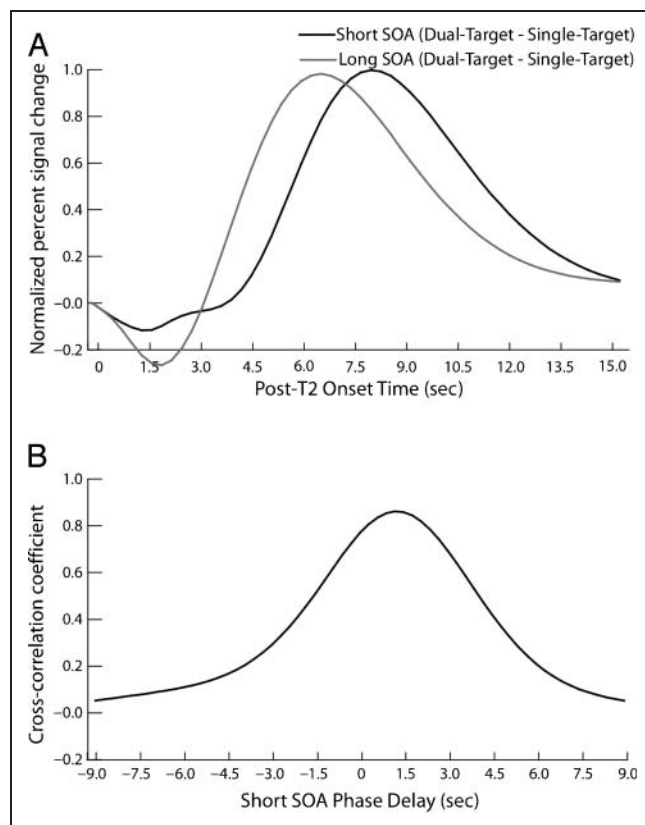 A
Short SOA (Dual-Target - Single-Target)
Long SOA (Dual-Target - Single-Target)
Normalized percent signal change
1.0
0.8
0.6
0.4
0.2
−0.0
−0.2
0 1.5 3.0 4.5 6.0 7.5 9.0 10.5 12.0 13.5 15.0
Post-T2 Onset Time (sec)
B
Cross-correlation coefficient
1.0
0.8
0.6
0.4
0.2
−0.0
−0.2
−9.0 −7.5 −6.0 −4.5 −3.0 −1.5 0 1.5 3.0 4.5 6.0 7.5 9.0
Short SOA Phase Delay (sec)